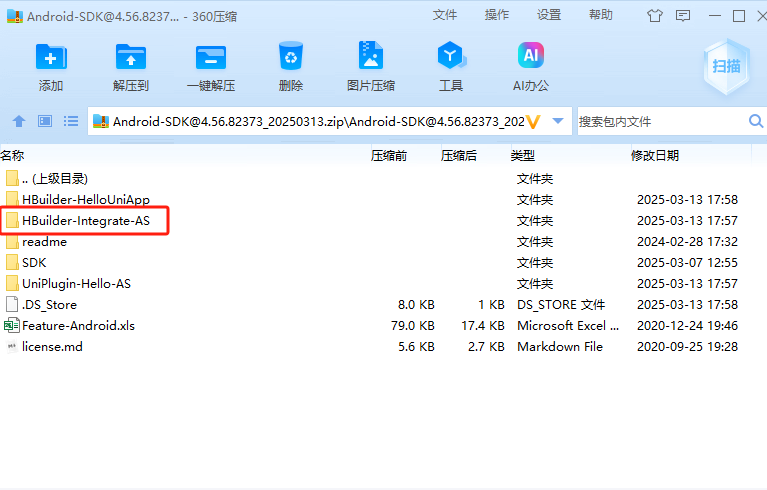 Android-SDK@4.56.8237... - 360压缩
文件 操作 设置 帮助
添加 解压到 一键解压 删除 图片压缩 工具 AI办公 扫描
Android-SDK@4.56.82373_20250313.zip\Android-SDK@4.56.82373_202 搜索包内文件
名称 压缩前 压缩后 类型 修改日期
.. (上级目录) 文件夹
HBuilder-HelloUniApp 文件夹 2025-03-13 17:58
HBuilder-Integrate-AS 文件夹 2025-03-13 17:57
readme 文件夹 2024-02-28 17:32
SDK 文件夹 2025-03-07 12:55
UniPlugin-Hello-AS 文件夹 2025-03-13 17:57
.DS_Store 8.0 KB 1 KB DS_STORE 文件 2025-03-13 17:58
Feature-Android.xls 79.0 KB 17.4 KB Microsoft Excel ... 2020-12-24 19:46
license.md 5.6 KB 2.7 KB Markdown File 2020-09-25 19:28